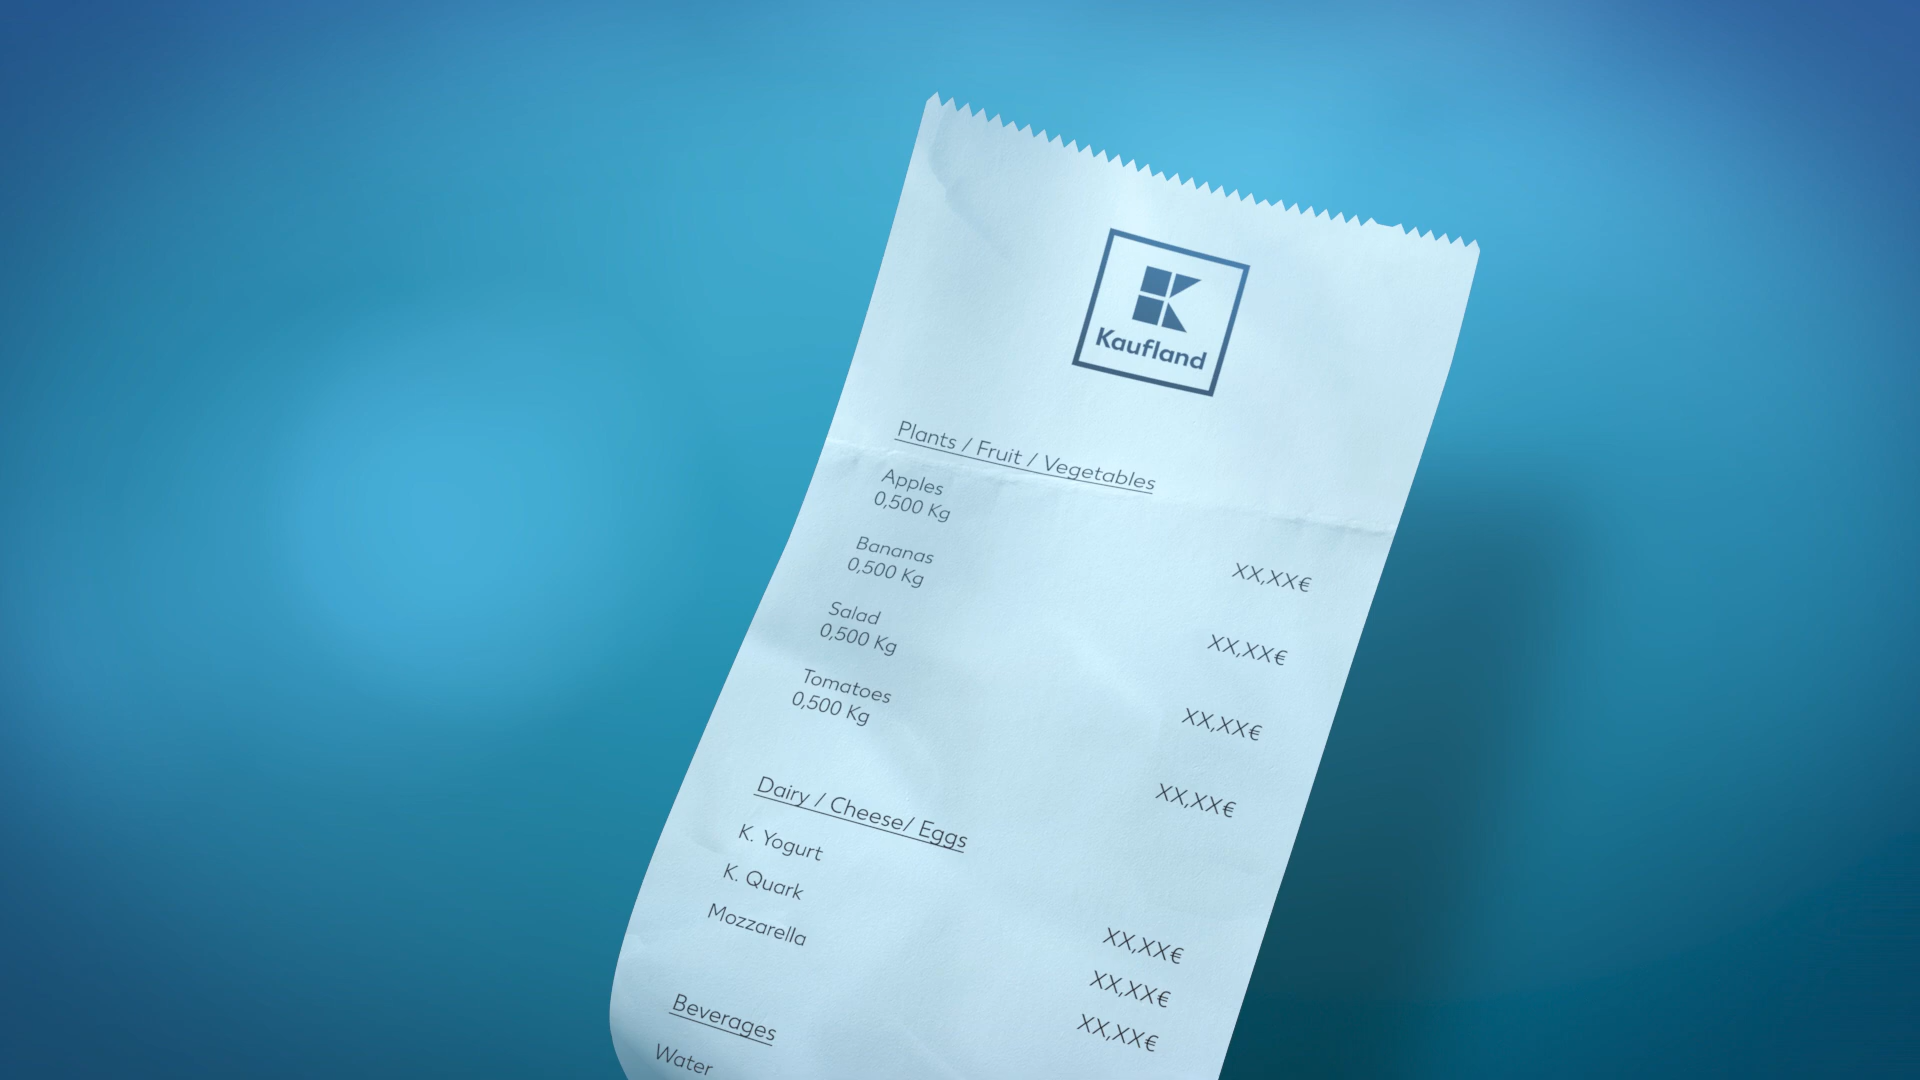 Kaufland
Plants / Fruit / Vegetables
Apples
0,500 Kg
XX,XX€
Bananas
0,500 Kg
XX,XX€
Salad
0,500 Kg
XX,XX€
Tomatoes
0,500 Kg
XX,XX€
Dairy / Cheese/ Eggs
K. Yogurt
XX,XX€
K. Quark
XX,XX€
Mozzarella
XX,XX€
Beverages
Water